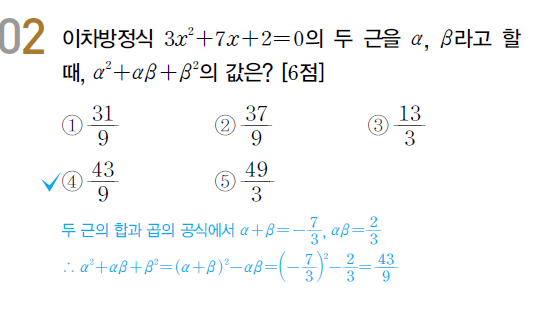 02 이차방정식 3x²+7x+2=0의 두 근을 α, β라고 할
때, α²+αβ+β²의 값은? [6점]
① 31/9 ② 37/9 ③ 13/3
④ 43/9 ⑤ 49/3
두 근의 합과 곱의 공식에서 α+β=-7/3, αβ=2/3
∴ α²+αβ+β²=(α+β)²-αβ=(-7/3)²-2/3=43/9